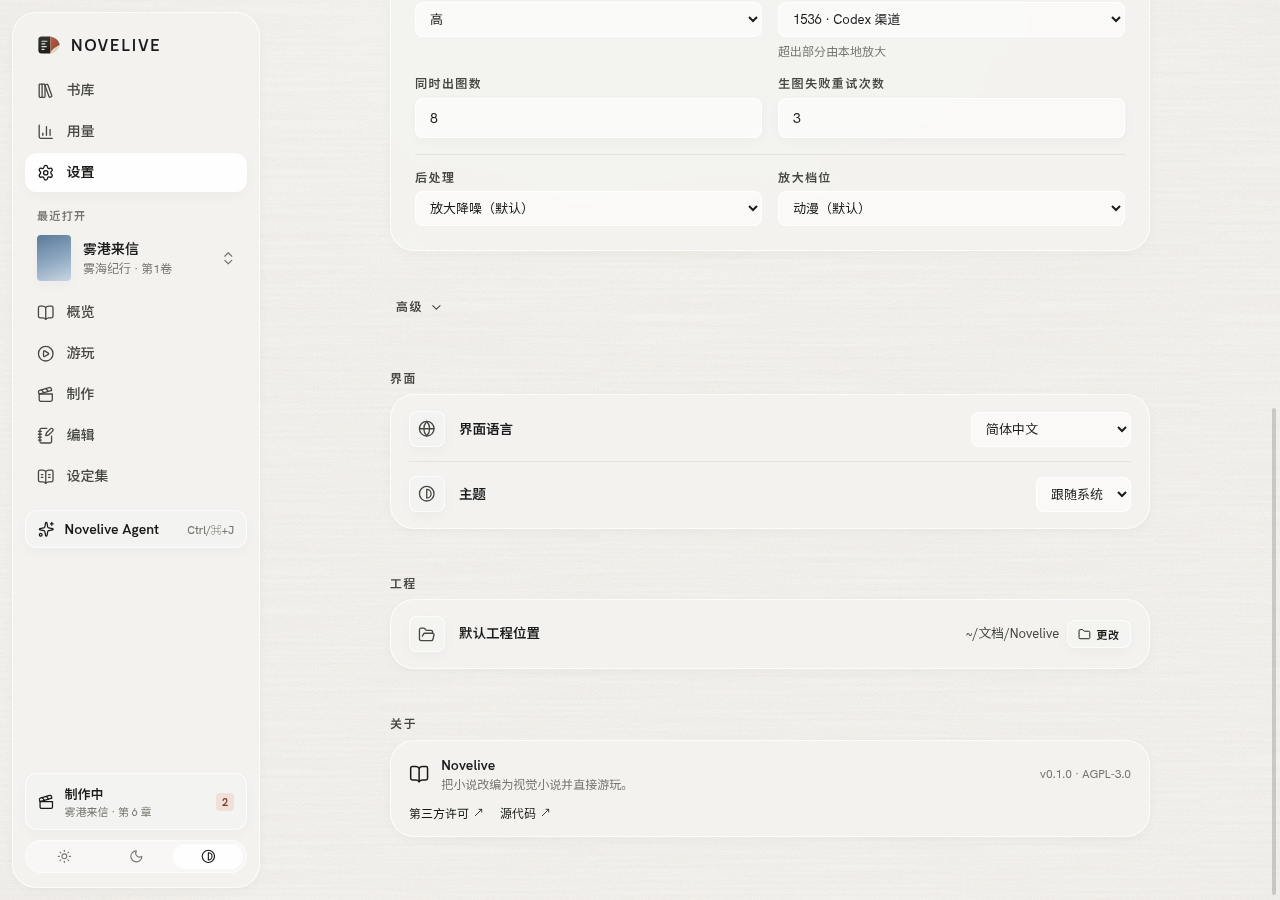 NOVELIVE
书库
用量
设置
最近打开
雾港来信
雾海纪行 · 第1卷
概览
游玩
制作
编辑
设定集
Novelive Agent
Ctrl/⌘+J
制作中
雾港来信 · 第 6 章
2
高
1536 · Codex 渠道
超出部分由本地放大
同时出图数
生图失败重试次数
8
3
后处理
放大档位
放大降噪（默认）
动漫（默认）
高级
界面
界面语言
简体中文
主题
跟随系统
工程
默认工程位置
~/文档/Novelive
更改
关于
Novelive
把小说改编为视觉小说并直接游玩。
v0.1.0 · AGPL-3.0
第三方许可 ↗
源代码 ↗